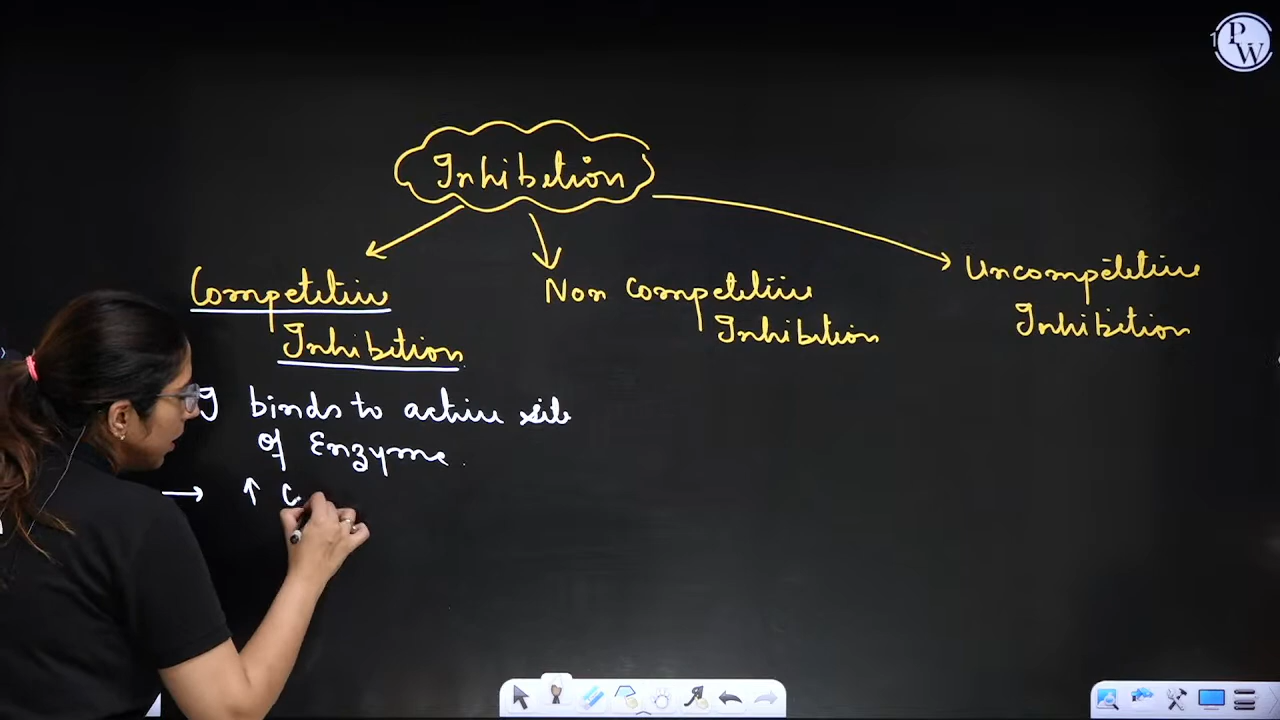 PW
Inhibition
Competitive
Inhibition
Non Competitive
Inhibition
Uncompetitive
Inhibition
I binds to active site
of Enzyme.
→ ↑ C